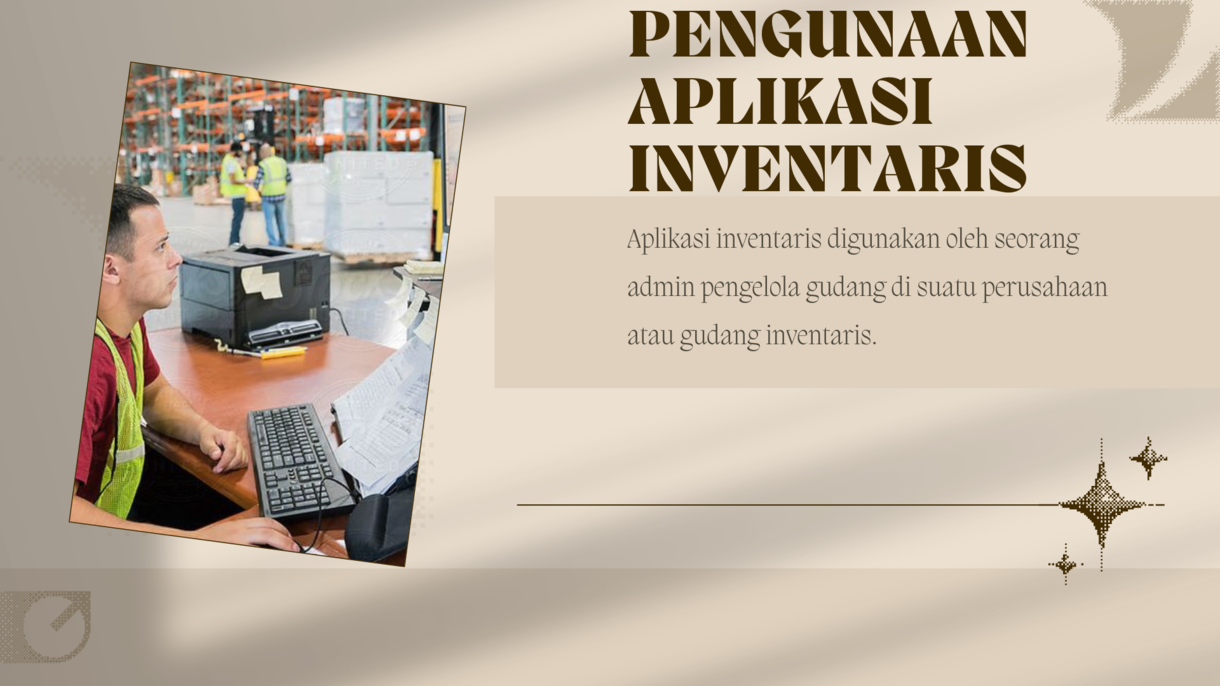 PENGUNAAN
APLIKASI
INVENTARIS
Aplikasi inventaris digunakan oleh seorang
admin pengelola gudang di suatu perusahaan
atau gudang inventaris.